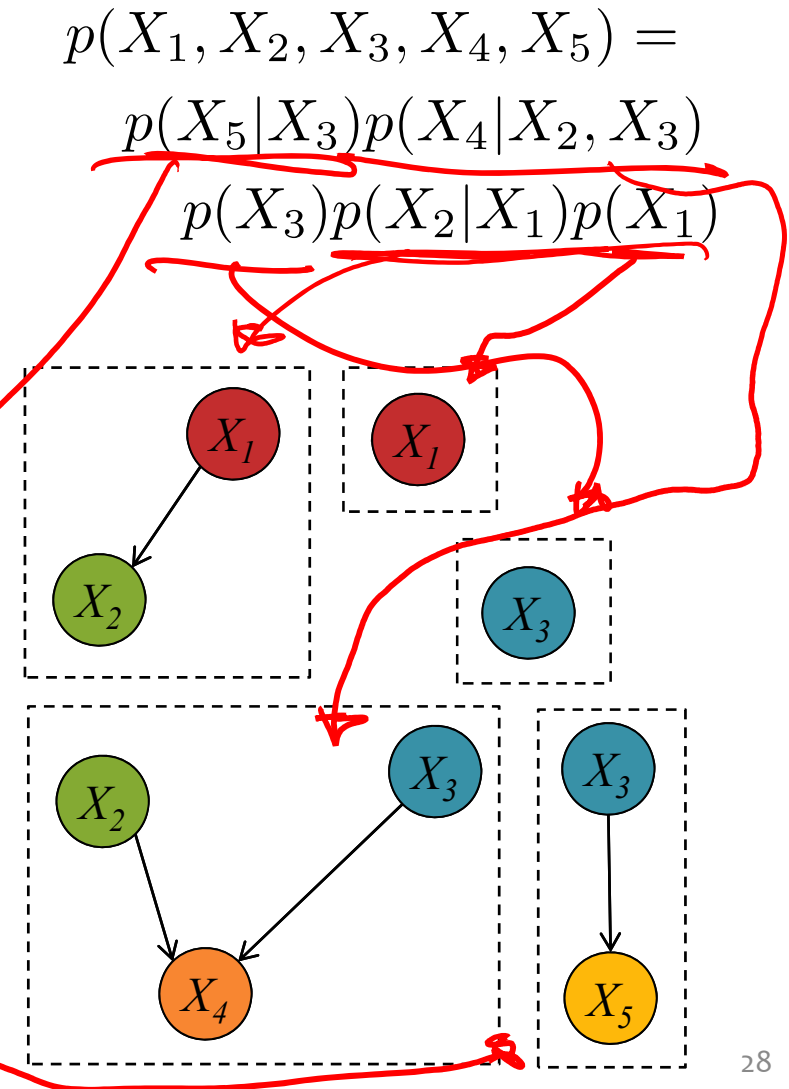 p(X₁, X₂, X₃, X₄, X₅) =
p(X₅|X₃)p(X₄|X₂, X₃)
p(X₃)p(X₂|X₁)p(X₁)
X₁
X₁
X₂
X₃
X₂
X₃
X₃
X₄
X₅
28